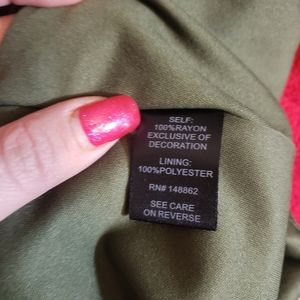 SELF:
100%RAYON
EXCLUSIVE OF
DECORATION
LINING:
100%POLYESTER
RN# 148862
SEE CARE
ON REVERSE